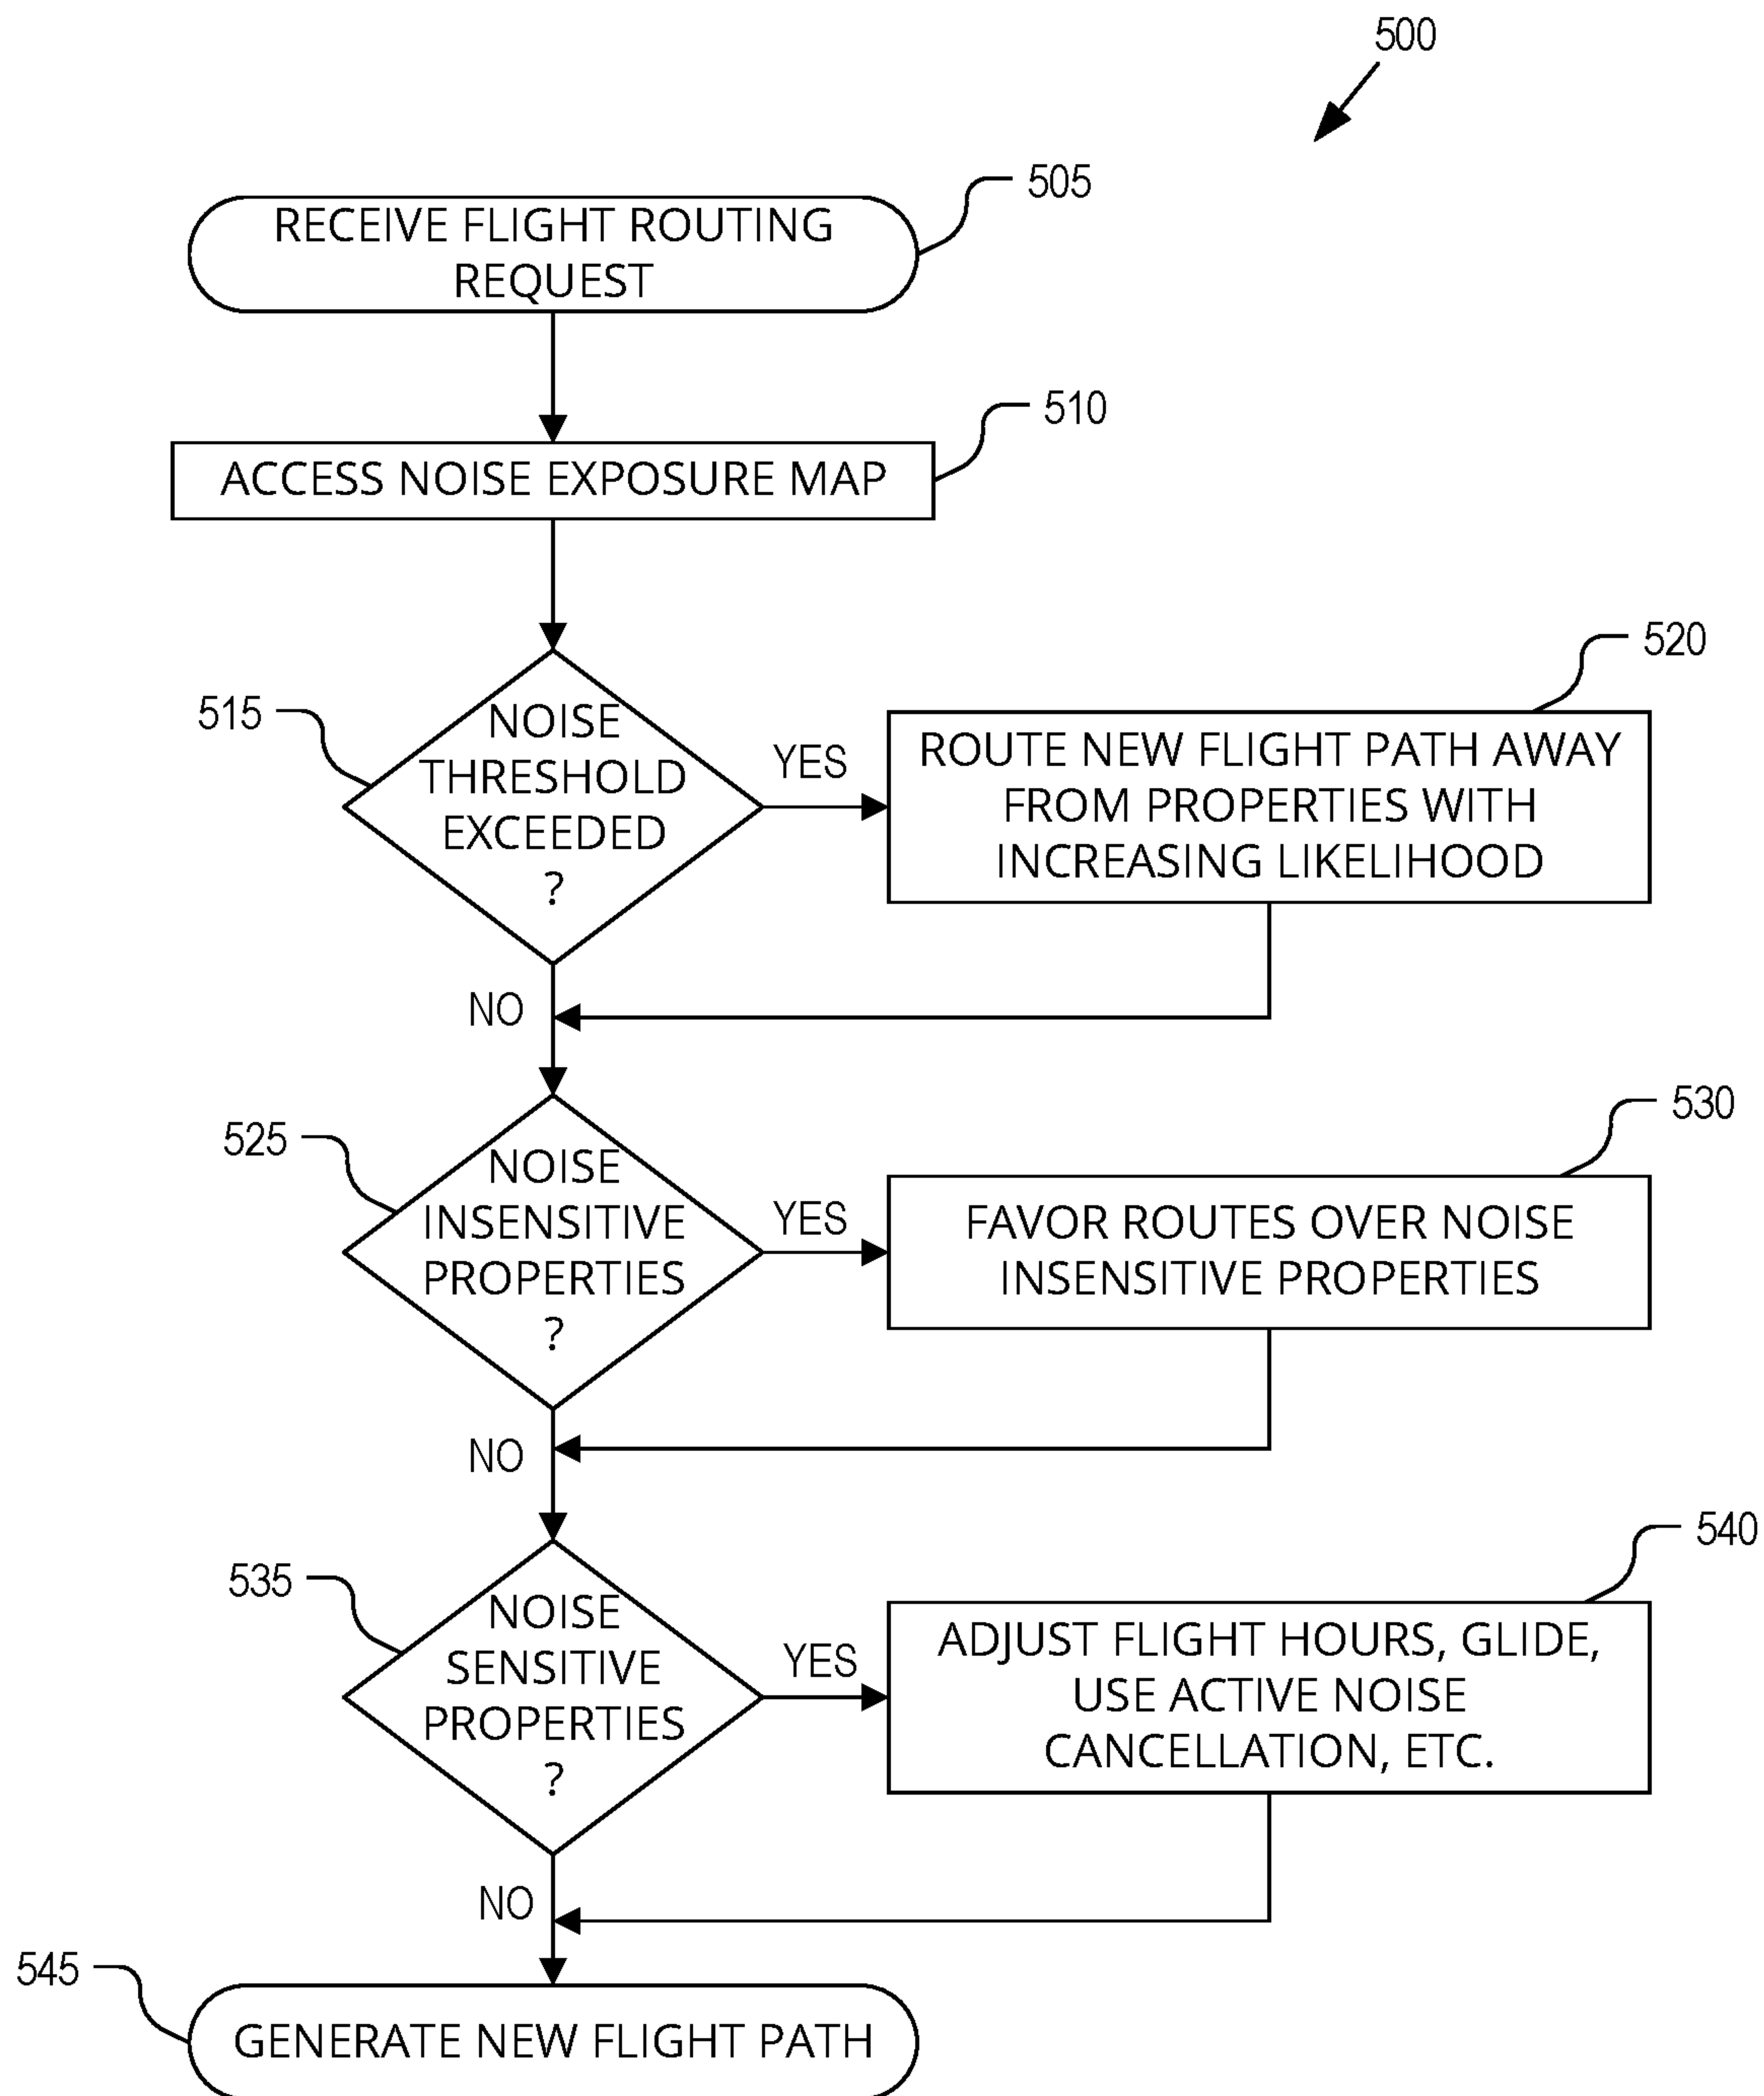 500
RECEIVE FLIGHT ROUTING
REQUEST
505
ACCESS NOISE EXPOSURE MAP
510
515
NOISE
THRESHOLD
EXCEEDED
?
YES
NO
520
ROUTE NEW FLIGHT PATH AWAY
FROM PROPERTIES WITH
INCREASING LIKELIHOOD
525
NOISE
INSENSITIVE
PROPERTIES
?
YES
NO
530
FAVOR ROUTES OVER NOISE
INSENSITIVE PROPERTIES
535
NOISE
SENSITIVE
PROPERTIES
?
YES
NO
540
ADJUST FLIGHT HOURS, GLIDE,
USE ACTIVE NOISE
CANCELLATION, ETC.
545
GENERATE NEW FLIGHT PATH